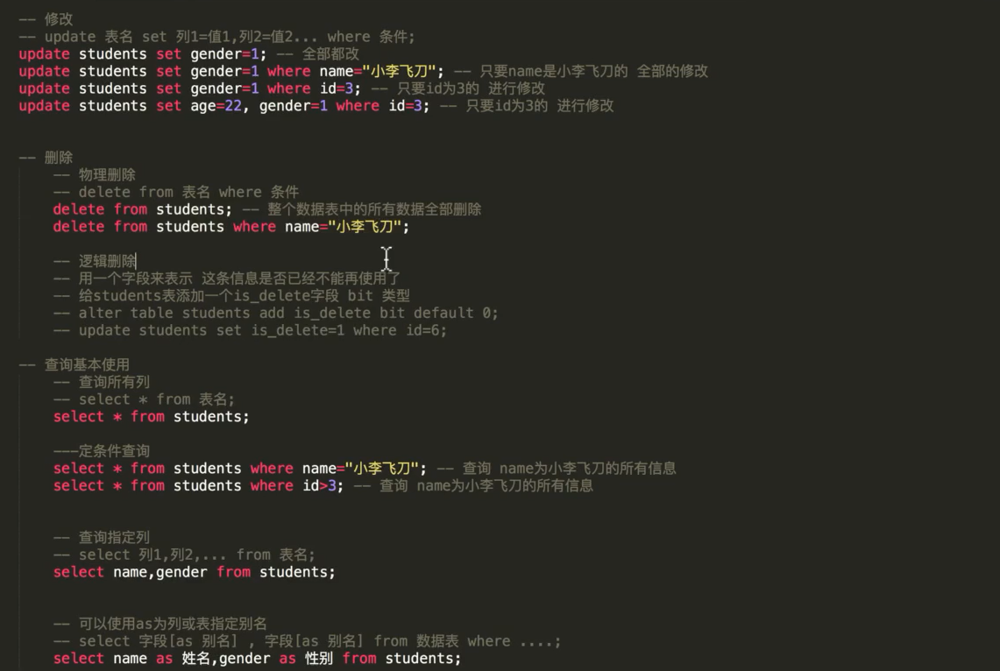 -- 修改
-- update 表名 set 列1=值1,列2=值2... where 条件;
update students set gender=1; -- 全部都改
update students set gender=1 where name="小李飞刀"; -- 只要name是小李飞刀的 全部的修改
update students set gender=1 where id=3; -- 只要id为3的 进行修改
update students set age=22, gender=1 where id=3; -- 只要id为3的 进行修改
-- 删除
-- 物理删除
-- delete from 表名 where 条件
delete from students; -- 整个数据表中的所有数据全部删除
delete from students where name="小李飞刀";
-- 逻辑删除
-- 用一个字段来表示 这条信息是否已经不能再使用了
-- 给students表添加一个is_delete字段 bit 类型
-- alter table students add is_delete bit default 0;
-- update students set is_delete=1 where id=6;
-- 查询基本使用
-- 查询所有列
-- select * from 表名;
select * from students;
---定条件查询
select * from students where name="小李飞刀"; -- 查询 name为小李飞刀的所有信息
select * from students where id>3; -- 查询 name为小李飞刀的所有信息
-- 查询指定列
-- select 列1,列2,... from 表名;
select name,gender from students;
-- 可以使用as为列或表指定别名
-- select 字段[as 别名] , 字段[as 别名] from 数据表 where ....;
select name as 姓名,gender as 性别 from students;